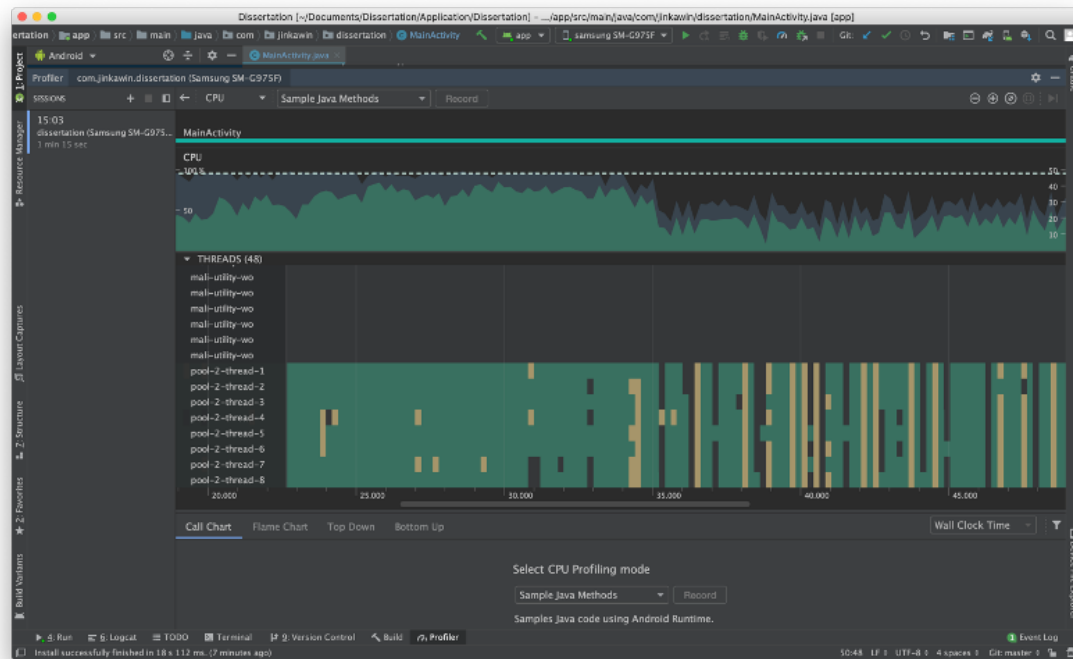 Dissertation [~/Documents/Dissertation/Application/Dissertation] - .../app/src/main/java/com/jinkawin/dissertation/MainActivity.java [app]
ertation app src main java com jinkawin dissertation MainActivity app samsung SM-G975F Git:
1: Project Android MainActivity.java
Profiler com.jinkawin.dissertation (Samsung SM-G975F)
SESSIONS CPU Sample Java Methods Record
15:03
dissertation (Samsung SM-G975...
1 min 15 sec
Resource Manager
MainActivity
CPU
100 % 50
40
50 30
20
10
THREADS (48)
mali-utility-wo
mali-utility-wo
mali-utility-wo
mali-utility-wo
mali-utility-wo
mali-utility-wo
Layout Captures
pool-2-thread-1
pool-2-thread-2
pool-2-thread-3
pool-2-thread-4
pool-2-thread-5
pool-2-thread-6
pool-2-thread-7
pool-2-thread-8
Z: Structure
20.000 25.000 30.000 35.000 40.000 45.000
2: Favorites
Call Chart Flame Chart Top Down Bottom Up Wall Clock Time
Build Variants
Select CPU Profiling mode
Sample Java Methods Record
Samples Java code using Android Runtime.
4: Run 6: Logcat TODO Terminal 9: Version Control Build Profiler Event Log
Install successfully finished in 18 s 112 ms. (7 minutes ago) 50:48 LF UTF-8 4 spaces Git: master